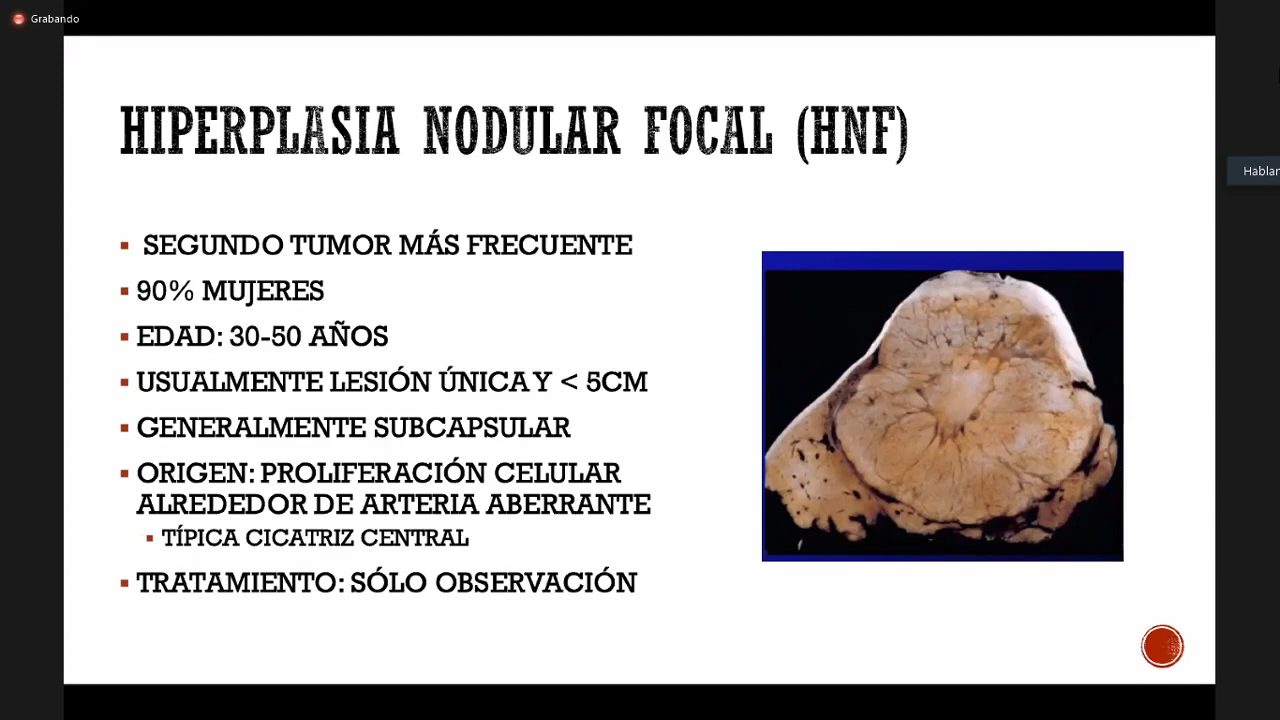 Grabando
HIPERPLASIA NODULAR FOCAL (HNF)
Hablar
▪ SEGUNDO TUMOR MÁS FRECUENTE
▪ 90% MUJERES
▪ EDAD: 30-50 AÑOS
▪ USUALMENTE LESIÓN ÚNICA Y < 5CM
▪ GENERALMENTE SUBCAPSULAR
▪ ORIGEN: PROLIFERACIÓN CELULAR
ALREDEDOR DE ARTERIA ABERRANTE
▪ TÍPICA CICATRIZ CENTRAL
▪ TRATAMIENTO: SÓLO OBSERVACIÓN